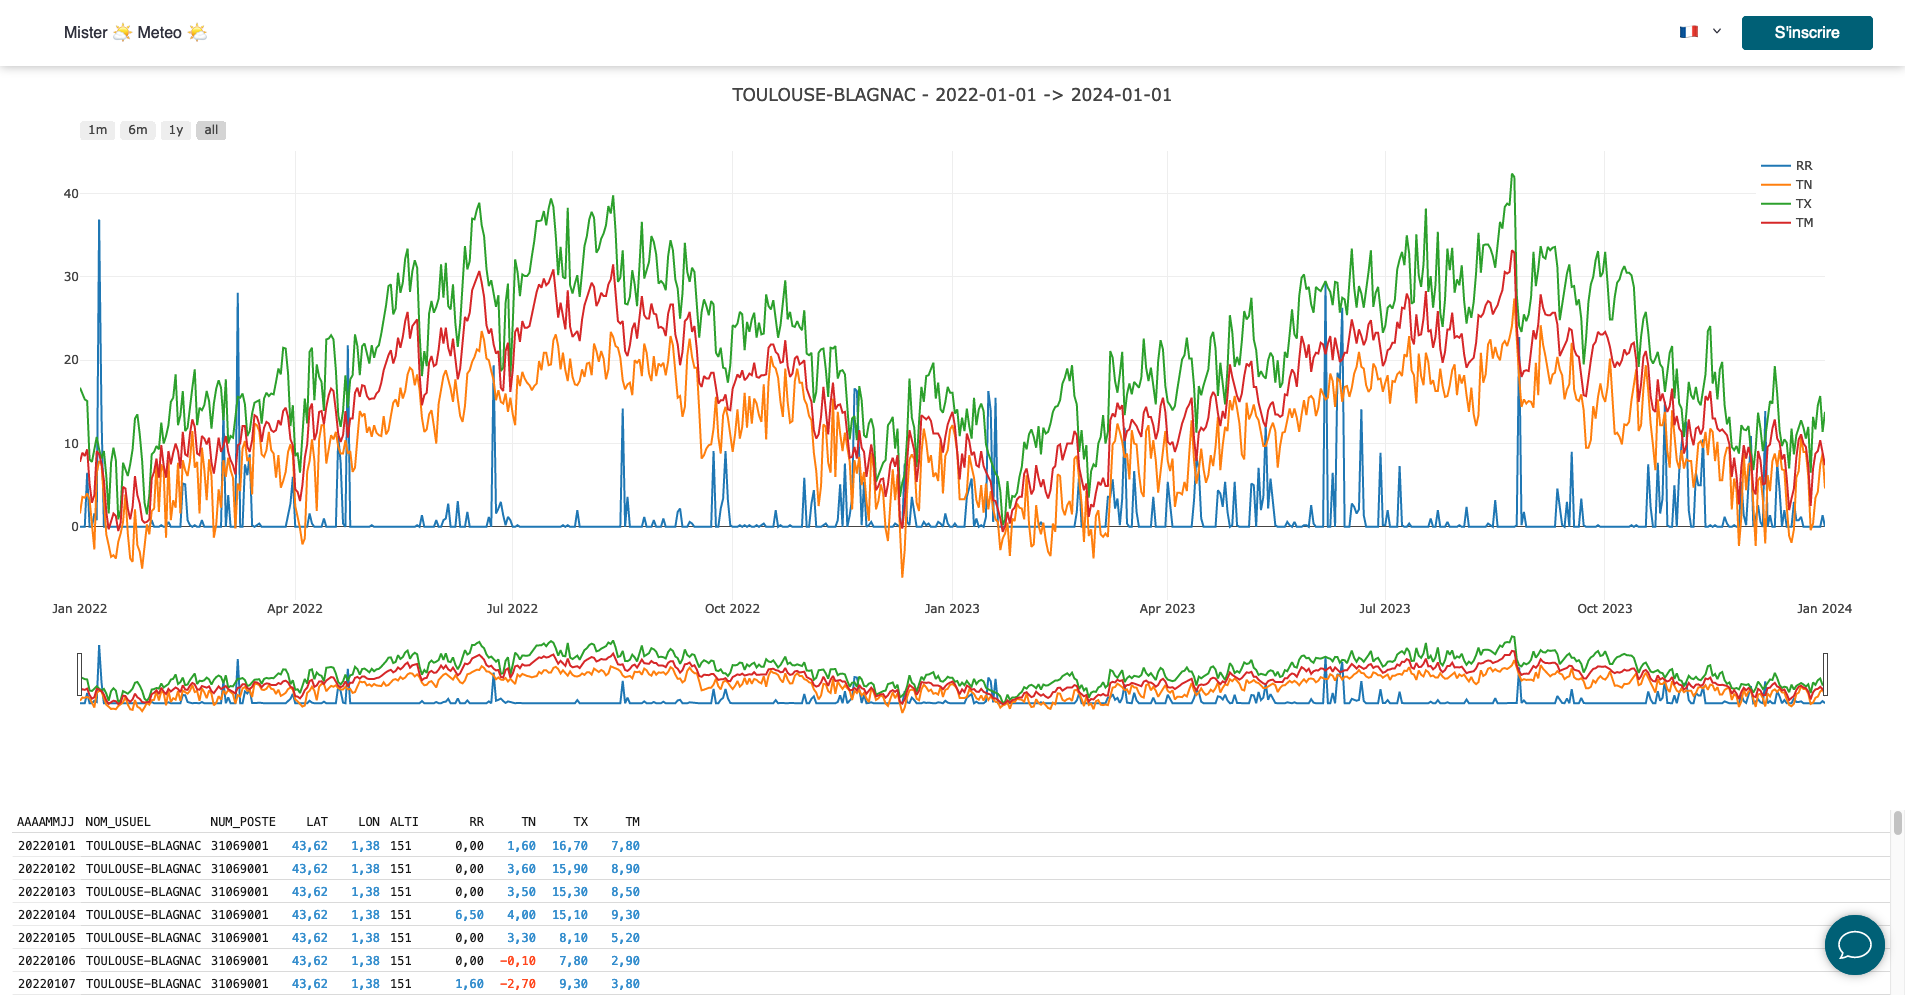 Mister 🌤️ Meteo 🌤️
🇫🇷 S'inscrire
TOULOUSE-BLAGNAC - 2022-01-01 -> 2024-01-01
1m 6m 1y all
RR
TN
TX
TM
40
30
20
10
0
Jan 2022 Apr 2022 Jul 2022 Oct 2022 Jan 2023 Apr 2023 Jul 2023 Oct 2023 Jan 2024
AAAAMMJJ NOM_USUEL NUM_POSTE LAT LON ALTI RR TN TX TM
20220101 TOULOUSE-BLAGNAC 31069001 43,62 1,38 151 0,00 1,60 16,70 7,80
20220102 TOULOUSE-BLAGNAC 31069001 43,62 1,38 151 0,00 3,60 15,90 8,90
20220103 TOULOUSE-BLAGNAC 31069001 43,62 1,38 151 0,00 3,50 15,30 8,50
20220104 TOULOUSE-BLAGNAC 31069001 43,62 1,38 151 6,50 4,00 15,10 9,30
20220105 TOULOUSE-BLAGNAC 31069001 43,62 1,38 151 0,00 3,30 8,10 5,20
20220106 TOULOUSE-BLAGNAC 31069001 43,62 1,38 151 0,00 -0,10 7,80 2,90
20220107 TOULOUSE-BLAGNAC 31069001 43,62 1,38 151 1,60 -2,70 9,30 3,80